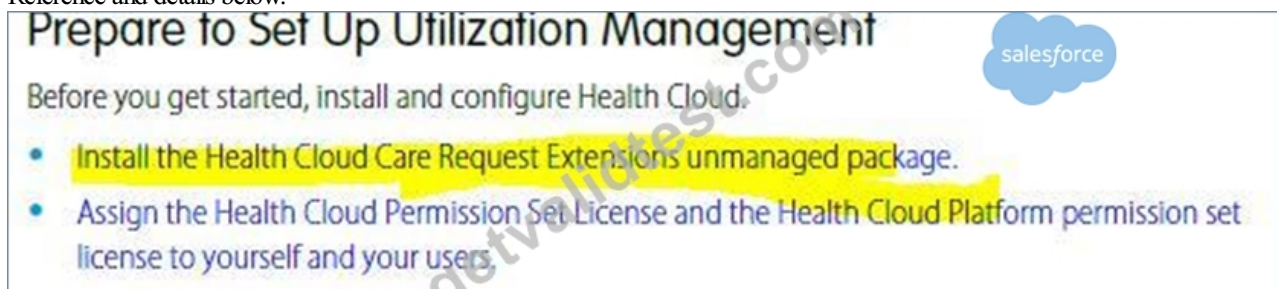 Reference and details below.
Prepare to Set Up Utilization Management
salesforce
Before you get started, install and configure Health Cloud.
• Install the Health Cloud Care Request Extensions unmanaged package.
• Assign the Health Cloud Permission Set License and the Health Cloud Platform permission set
license to yourself and your users.
getvalidtest.com